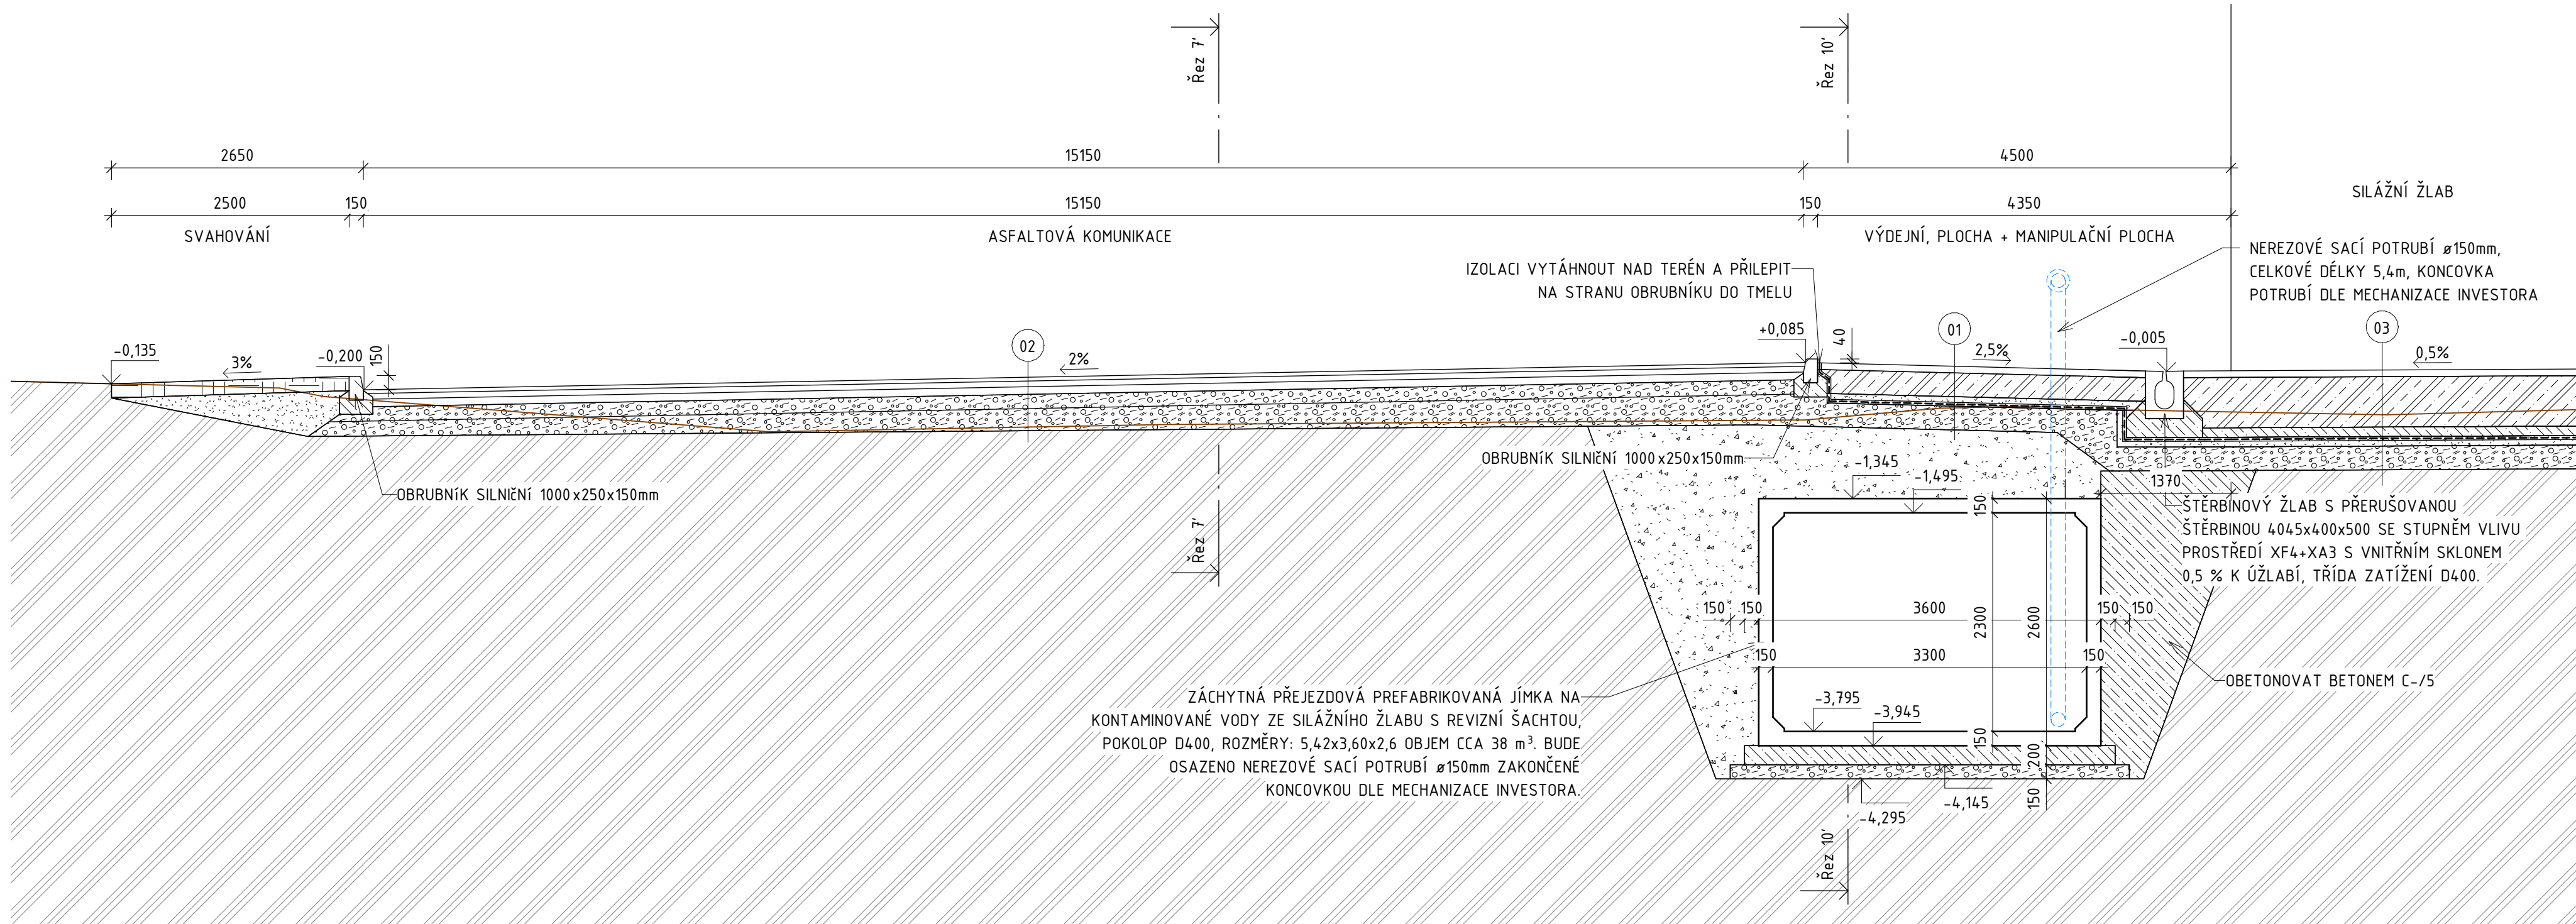 Řez 7'
Řez 10'
2650
15150
4500
SILÁŽNÍ ŽLAB
2500
150
15150
150
4350
SVAHOVÁNÍ
ASFALTOVÁ KOMUNIKACE
VÝDEJNÍ, PLOCHA + MANIPULAČNÍ PLOCHA
NEREZOVÉ SACÍ POTRUBÍ ø150mm,
CELKOVÉ DÉLKY 5,4m, KONCOVKA
POTRUBÍ DLE MECHANIZACE INVESTORA
IZOLACI VYTÁHNOUT NAD TERÉN A PŘILEPIT
NA STRANU OBRUBNÍKU DO TMELU
-0,135
3%
-0,200
150
02
2%
+0,085
40
01
2,5%
-0,005
03
0,5%
OBRUBNíK SILNIčNí 1000x250x150mm
OBRUBNíK SILNIčNí 1000x250x150mm
-1,345
-1,495
150
1370
ŠTĚRBINOVÝ ŽLAB S PŘERUŠOVANOU
ŠTĚRBINOU 4045x400x500 SE STUPNĚM VLIVU
PROSTŘEDÍ XF4+XA3 S VNITŘNÍM SKLONEM
0,5 % K ÚŽLABÍ, TŘÍDA ZATÍŽENÍ D400.
Řez 7'
150
150
3600
2300
2600
150
150
150
3300
150
OBETONOVAT BETONEM C-/5
ZÁCHYTNÁ PŘEJEZDOVÁ PREFABRIKOVANÁ JÍMKA NA
KONTAMINOVANÉ VODY ZE SILÁŽNÍHO ŽLABU S REVIZNÍ ŠACHTOU,
POKOLOP D400, ROZMĚRY: 5,42x3,60x2,6 OBJEM CCA 38 m³. BUDE
OSAZENO NEREZOVÉ SACÍ POTRUBÍ ø150mm ZAKONČENÉ
KONCOVKOU DLE MECHANIZACE INVESTORA.
-3,795
-3,945
150
200
150
-4,145
-4,295
Řez 10'